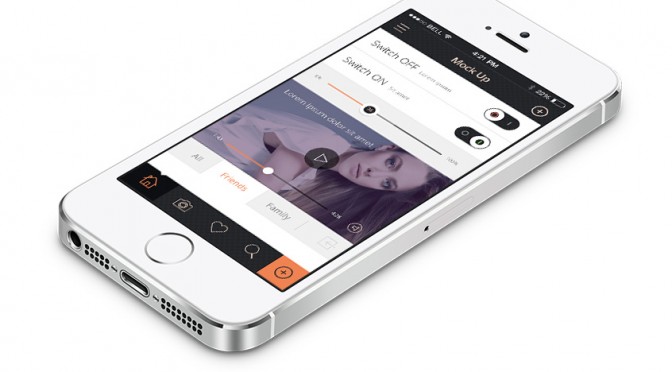 BELL
4:21 PM
22%
Mock Up
Switch OFF
Lorem ipsum
Switch ON
Sit amet
100%
Lorem ipsum dolor sit amet
All
Friends
Family